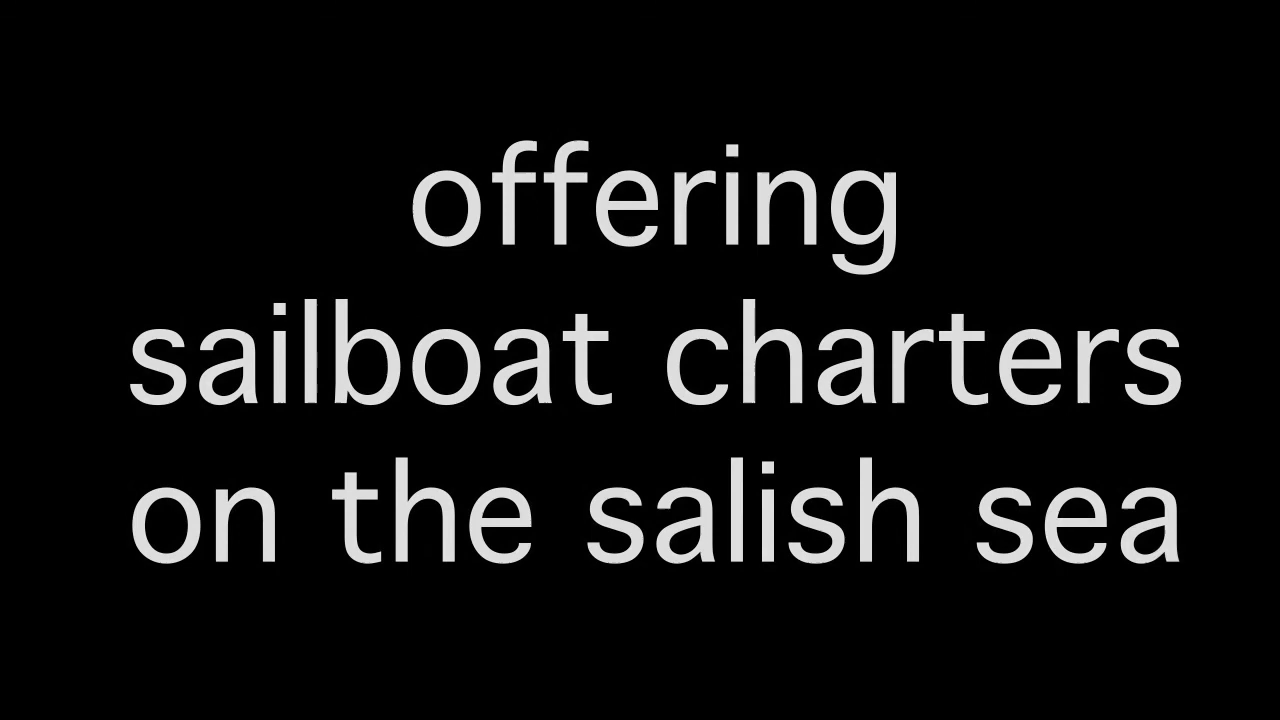 offering
sailboat charters
on the salish sea